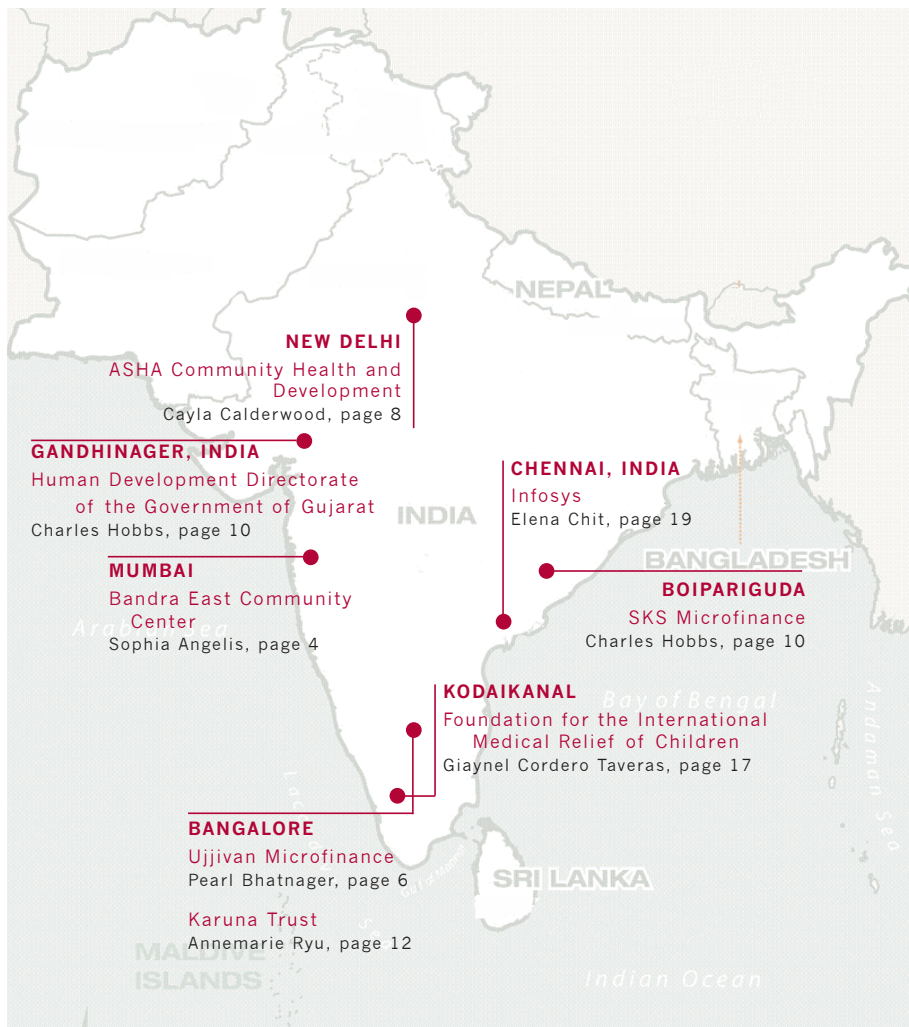 NEPAL
NEW DELHI
ASHA Community Health and
Development
Cayla Calderwood, page 8
GANDHINAGER, INDIA
Human Development Directorate
of the Government of Gujarat
Charles Hobbs, page 10
CHENNAI, INDIA
Infosys
Elena Chit, page 19
INDIA
BANGLADESH
MUMBAI
Bandra East Community
Center
Sophia Angelis, page 4
Arabian Sea
BOIPARIGUDA
SKS Microfinance
Charles Hobbs, page 10
KODAIKANAL
Foundation for the International
Medical Relief of Children
Giaynel Cordero Taveras, page 17
Bay of Bengal
Andaman Sea
BANGALORE
Ujjivan Microfinance
Pearl Bhatnager, page 6
Karuna Trust
Annemarie Ryu, page 12
SRI LANKA
MALDIVE
ISLANDS
Indian Ocean